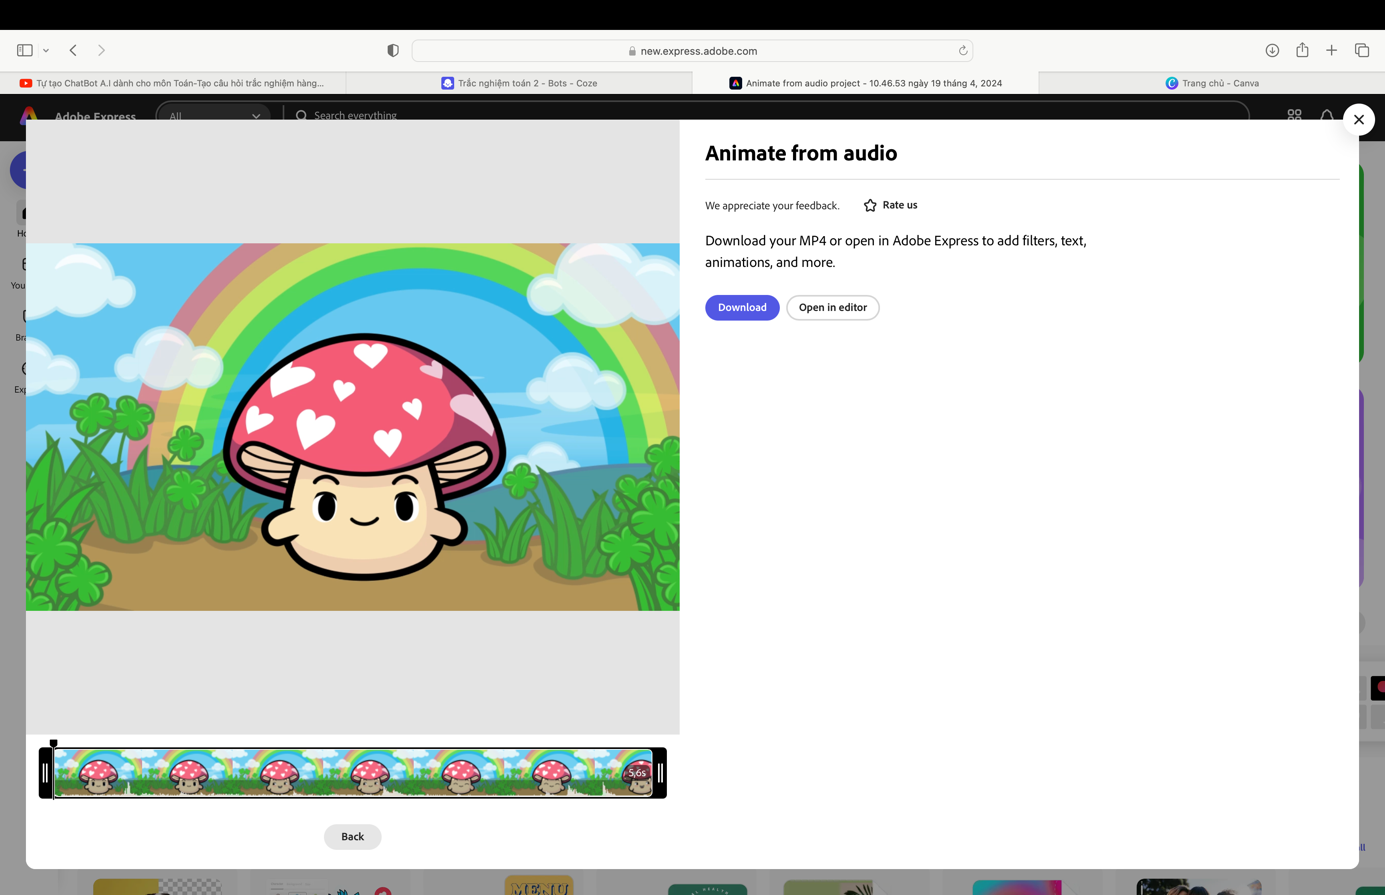 new.express.adobe.com
Tự tạo ChatBot A.I dành cho môn Toán-Tạo câu hỏi trắc nghiệm hàng...
Trắc nghiệm toán 2 - Bots - Coze
Animate from audio project - 10.46.53 ngày 19 tháng 4, 2024
Trang chủ - Canva
Adobe Express
All
Search everything
Animate from audio
We appreciate your feedback.
Rate us
Download your MP4 or open in Adobe Express to add filters, text,
animations, and more.
Download
Open in editor
5,6s
Back
MENU